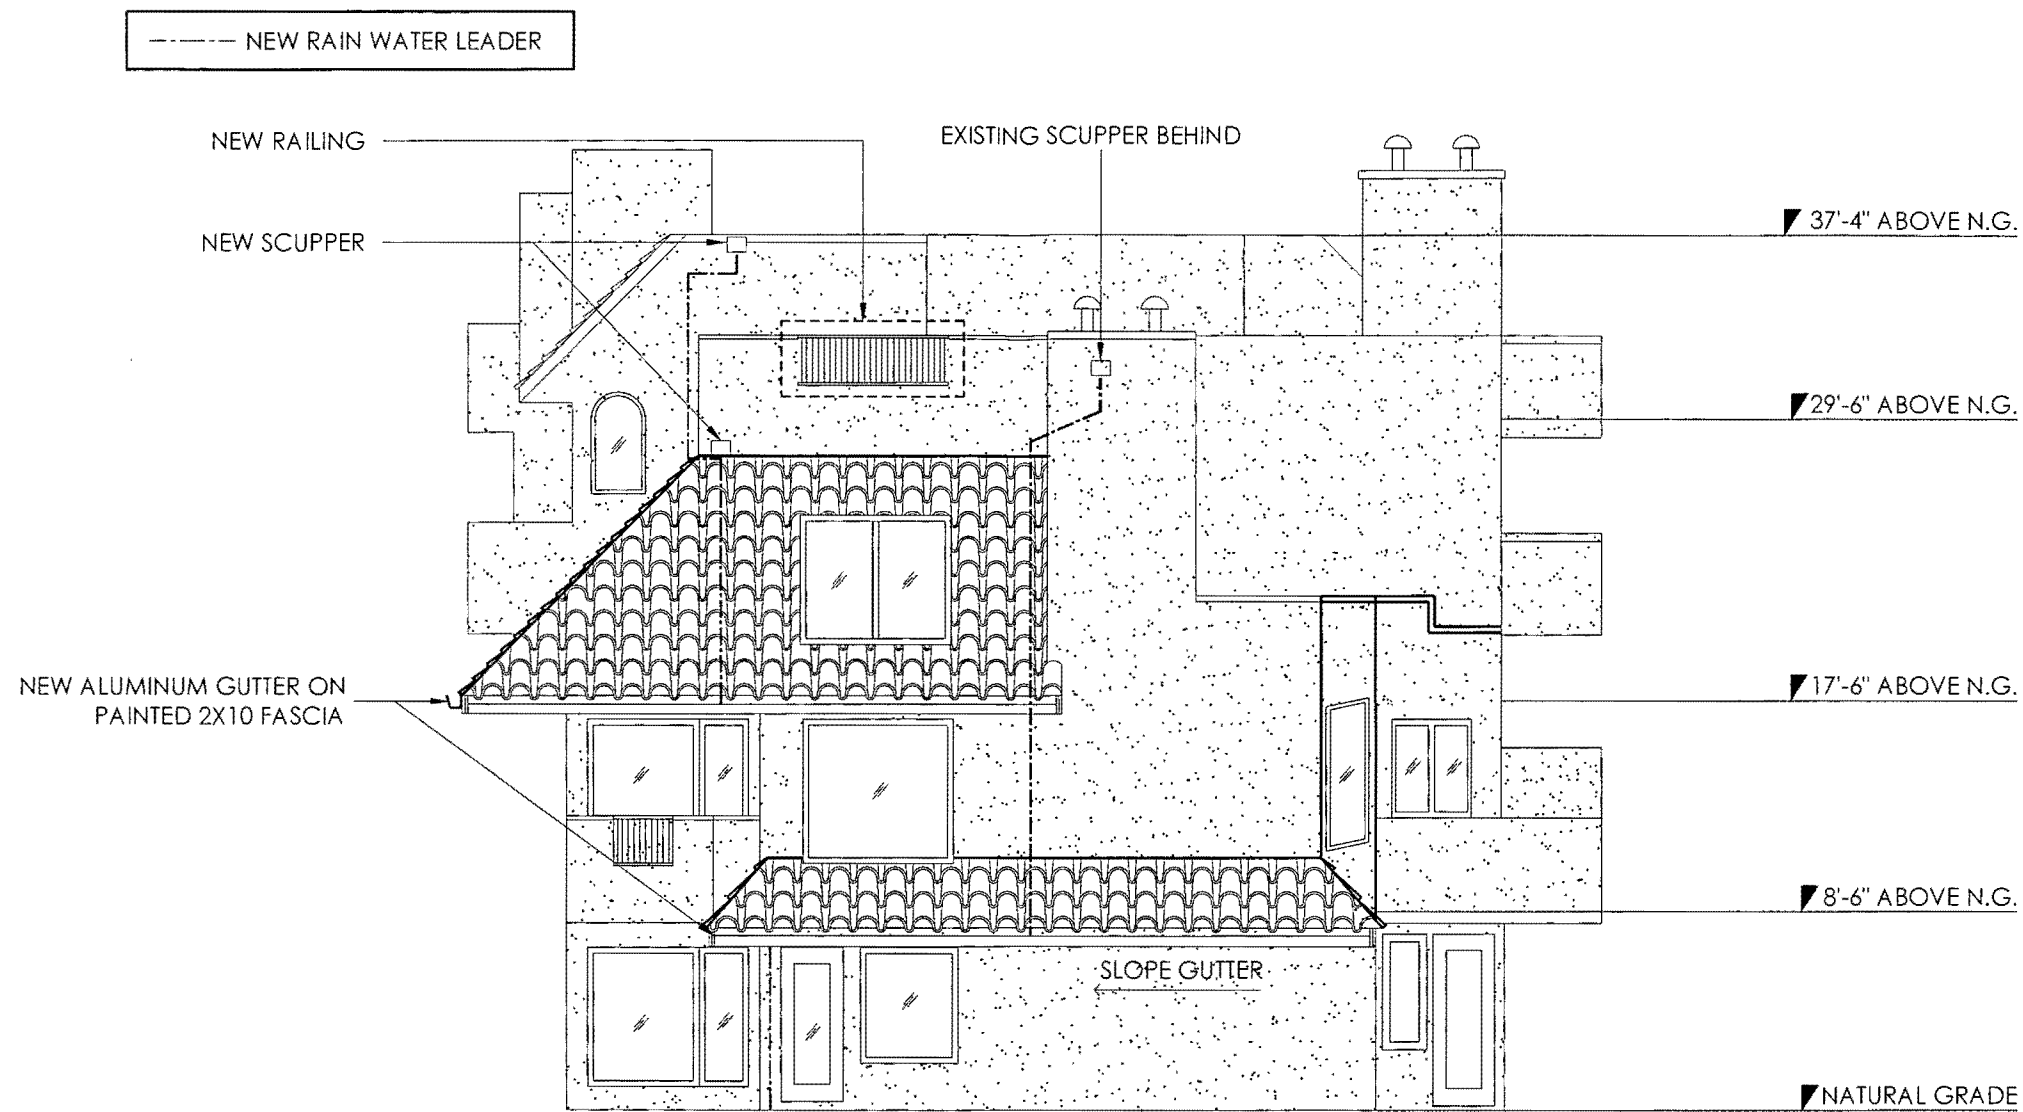 NEW RAIN WATER LEADER
NEW RAILING
EXISTING SCUPPER BEHIND
NEW SCUPPER
37'-4" ABOVE N.G.
29'-6" ABOVE N.G.
NEW ALUMINUM GUTTER ON
PAINTED 2X10 FASCIA
17'-6" ABOVE N.G.
8'-6" ABOVE N.G.
SLOPE GUTTER
NATURAL GRADE